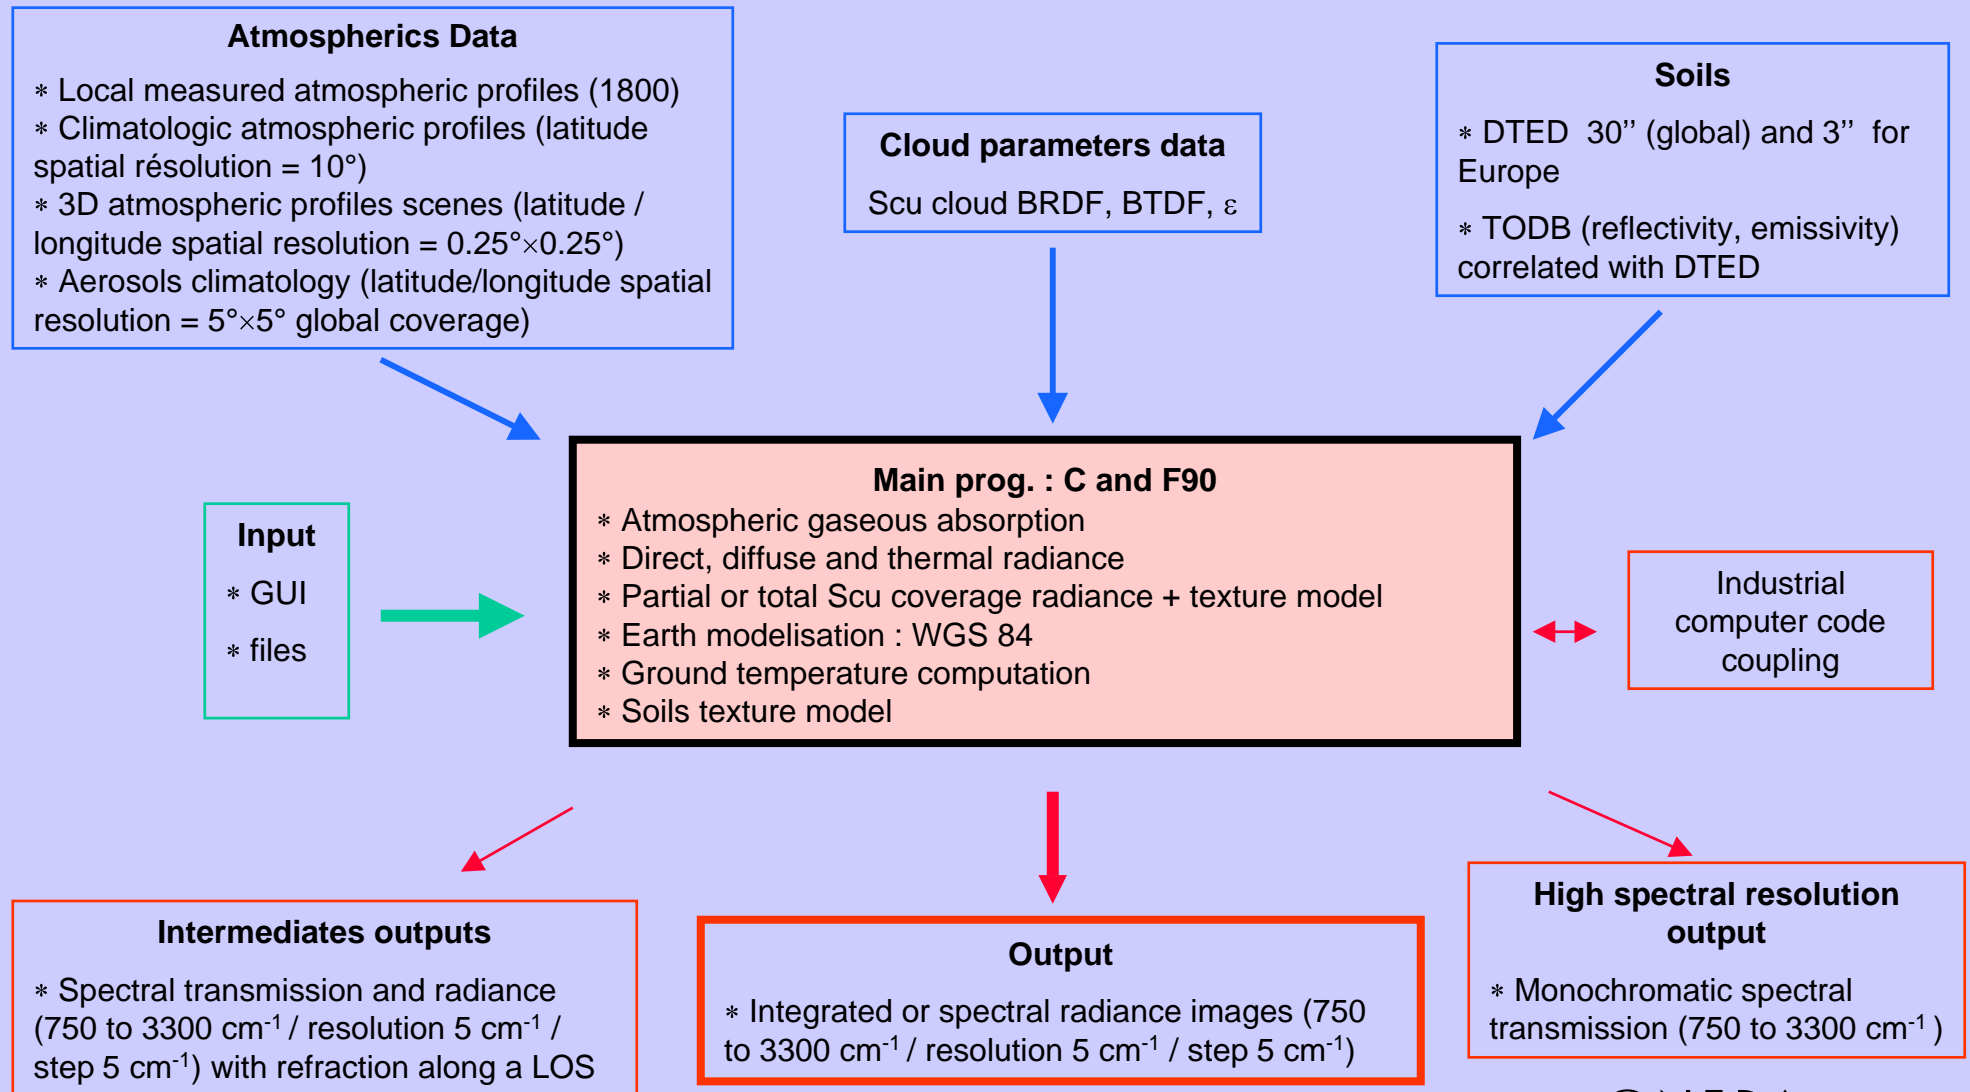 Atmospherics Data
* Local measured atmospheric profiles (1800)
* Climatologic atmospheric profiles (latitude
spatial résolution = 10°)
* 3D atmospheric profiles scenes (latitude /
longitude spatial resolution = 0.25°×0.25°)
* Aerosols climatology (latitude/longitude spatial
resolution = 5°×5° global coverage)
Cloud parameters data
Scu cloud BRDF, BTDF, ε
Soils
* DTED 30’’ (global) and 3’’ for
Europe
* TODB (reflectivity, emissivity)
correlated with DTED
Input
* GUI
* files
Main prog. : C and F90
* Atmospheric gaseous absorption
* Direct, diffuse and thermal radiance
* Partial or total Scu coverage radiance + texture model
* Earth modelisation : WGS 84
* Ground temperature computation
* Soils texture model
Industrial
computer code
coupling
Intermediates outputs
* Spectral transmission and radiance
(750 to 3300 cm⁻¹ / resolution 5 cm⁻¹ /
step 5 cm⁻¹) with refraction along a LOS
Output
* Integrated or spectral radiance images (750
to 3300 cm⁻¹ / resolution 5 cm⁻¹ / step 5 cm⁻¹)
High spectral resolution
output
* Monochromatic spectral
transmission (750 to 3300 cm⁻¹ )